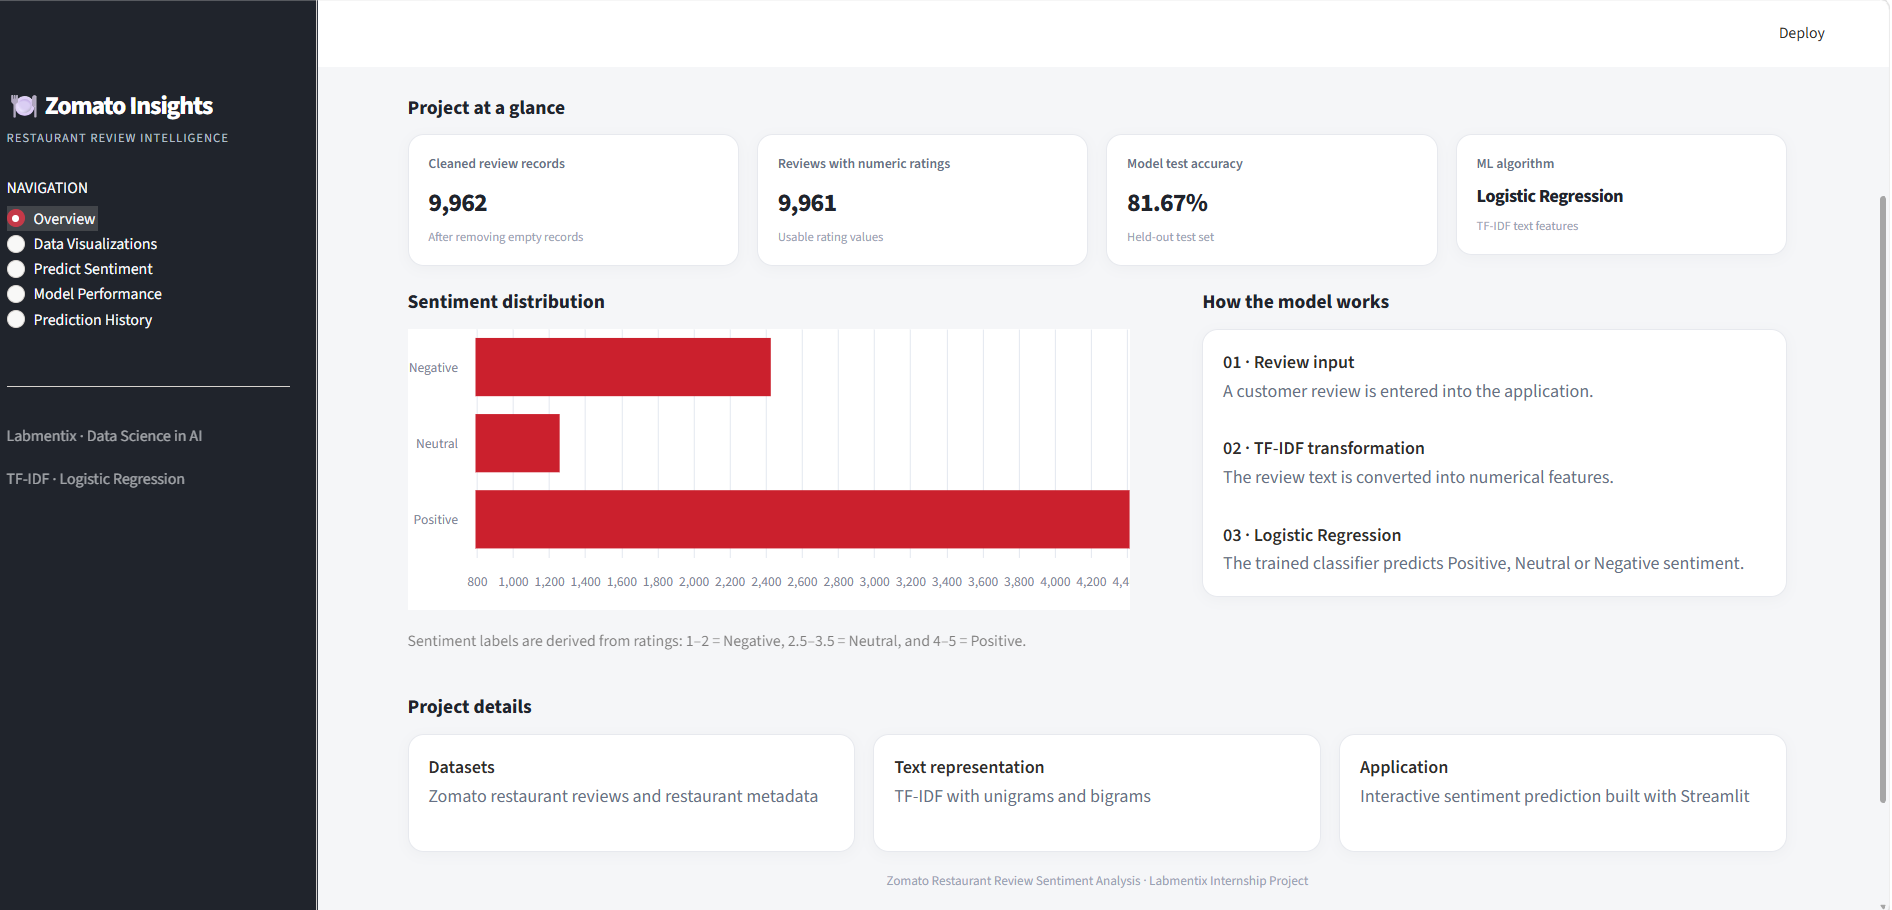 Deploy
Zomato Insights
RESTAURANT REVIEW INTELLIGENCE
NAVIGATION
Overview
Data Visualizations
Predict Sentiment
Model Performance
Prediction History
Labmentix · Data Science in AI
TF-IDF · Logistic Regression
Project at a glance
Cleaned review records
9,962
After removing empty records
Reviews with numeric ratings
9,961
Usable rating values
Model test accuracy
81.67%
Held-out test set
ML algorithm
Logistic Regression
TF-IDF text features
Sentiment distribution
Negative
Neutral
Positive
800 1,000 1,200 1,400 1,600 1,800 2,000 2,200 2,400 2,600 2,800 3,000 3,200 3,400 3,600 3,800 4,000 4,200 4,4
Sentiment labels are derived from ratings: 1–2 = Negative, 2.5–3.5 = Neutral, and 4–5 = Positive.
How the model works
01 · Review input
A customer review is entered into the application.
02 · TF-IDF transformation
The review text is converted into numerical features.
03 · Logistic Regression
The trained classifier predicts Positive, Neutral or Negative sentiment.
Project details
Datasets
Zomato restaurant reviews and restaurant metadata
Text representation
TF-IDF with unigrams and bigrams
Application
Interactive sentiment prediction built with Streamlit
Zomato Restaurant Review Sentiment Analysis · Labmentix Internship Project